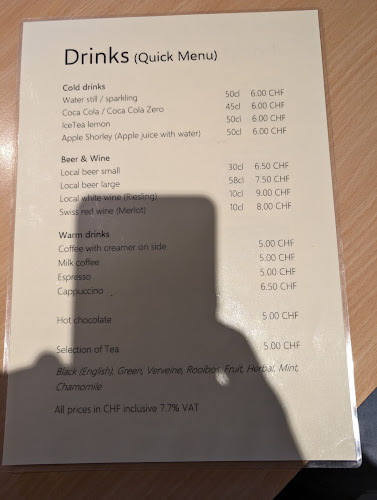 Drinks (Quick Menu)
Cold drinks
Water still / sparkling 50cl 6.00 CHF
Coca Cola / Coca Cola Zero 45cl 6.00 CHF
IceTea lemon 50cl 6.00 CHF
Apple Shorley (Apple juice with water) 50cl 6.00 CHF
Beer & Wine
Local beer small 30cl 6.50 CHF
Local beer large 58cl 7.50 CHF
Local white wine (Riesling) 10cl 9.00 CHF
Swiss red wine (Merlot) 10cl 8.00 CHF
Warm drinks
Coffee with creamer on side 5.00 CHF
Milk coffee 5.00 CHF
Espresso 5.00 CHF
Cappuccino 6.50 CHF
Hot chocolate 5.00 CHF
Selection of Tea 5.00 CHF
Black (English), Green, Verveine, Rooibos, Fruit, Herbal, Mint,
Chamomile
All prices in CHF inclusive 7.7% VAT